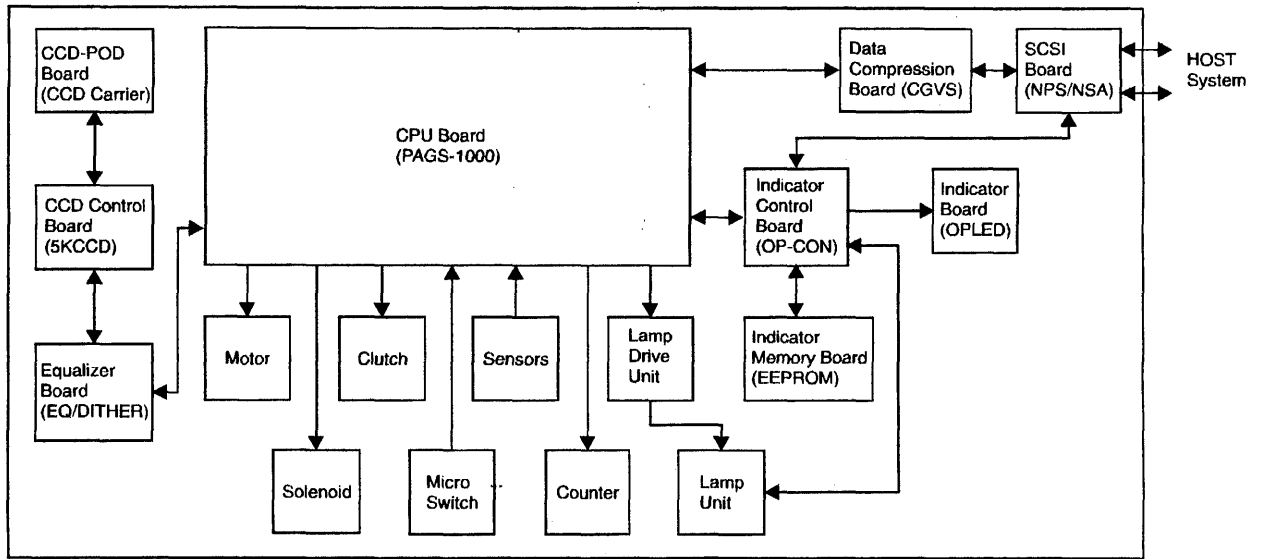 CCD-POD
Board
(CCD Carrier)
CPU Board
(PAGS-1000)
Data
Compression
Board (CGVS)
SCSI
Board
(NPS/NSA)
HOST
System
CCD Control
Board
(5KCCD)
Indicator
Control
Board
(OP-CON)
Indicator
Board
(OPLED)
Equalizer
Board
(EQ/DITHER)
Motor
Clutch
Sensors
Lamp
Drive
Unit
Indicator
Memory Board
(EEPROM)
Solenoid
Micro
Switch
Counter
Lamp
Unit